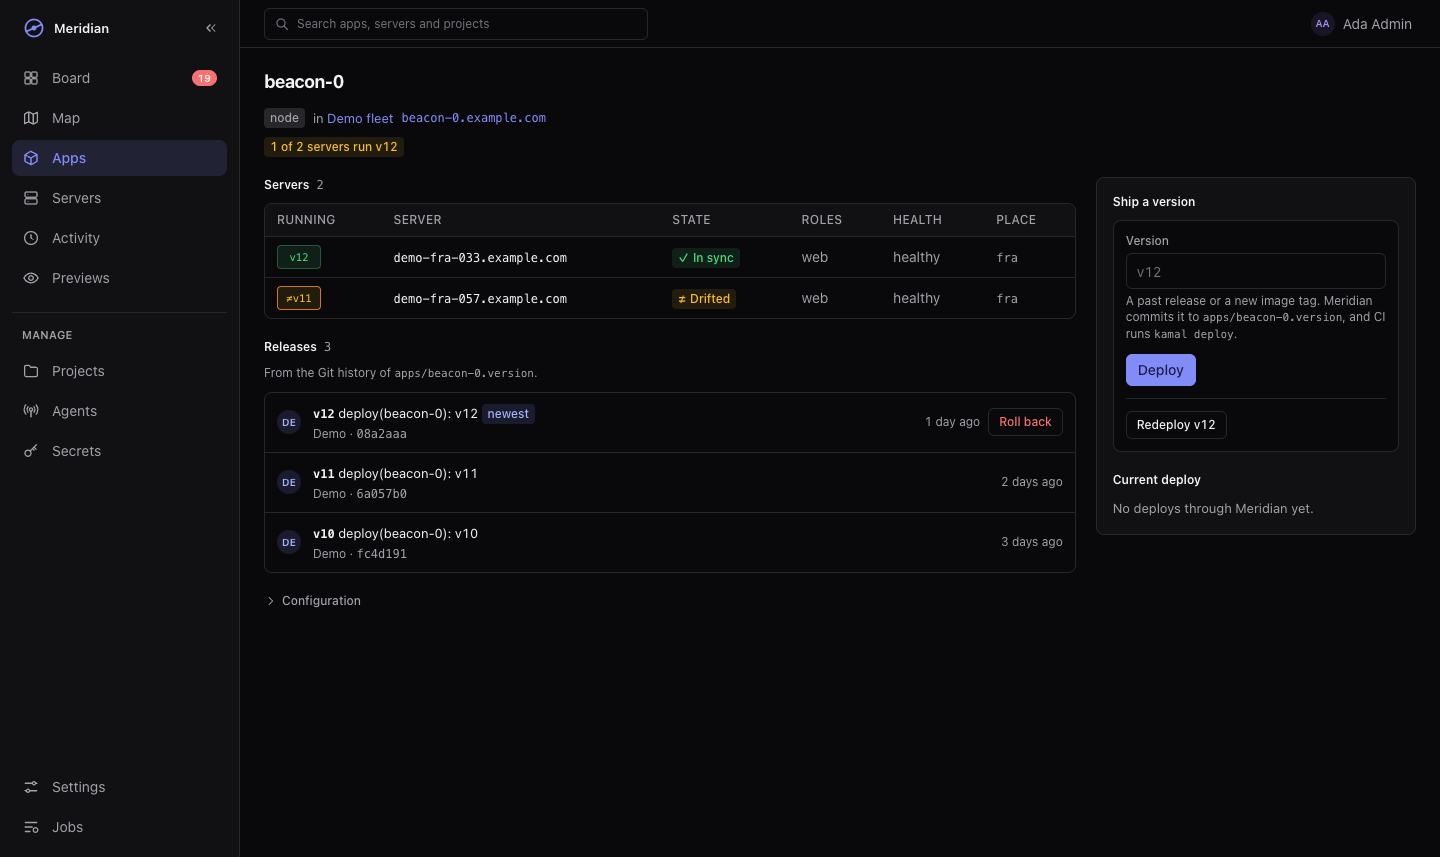 Meridian
Board 19
Map
Apps
Servers
Activity
Previews
MANAGE
Projects
Agents
Secrets
Settings
Jobs
Search apps, servers and projects
AA Ada Admin
beacon-0
node in Demo fleet beacon-0.example.com
1 of 2 servers run v12
Servers 2
RUNNING SERVER STATE ROLES HEALTH PLACE
v12 demo-fra-033.example.com ✓ In sync web healthy fra
≠v11 demo-fra-057.example.com ≠ Drifted web healthy fra
Releases 3
From the Git history of apps/beacon-0.version.
DE v12 deploy(beacon-0): v12 newest 1 day ago Roll back
Demo · 08a2aaa
DE v11 deploy(beacon-0): v11 2 days ago
Demo · 6a057b0
DE v10 deploy(beacon-0): v10 3 days ago
Demo · fc4d191
Configuration
Ship a version
Version
v12
A past release or a new image tag. Meridian
commits it to apps/beacon-0.version, and CI
runs kamal deploy.
Deploy
Redeploy v12
Current deploy
No deploys through Meridian yet.